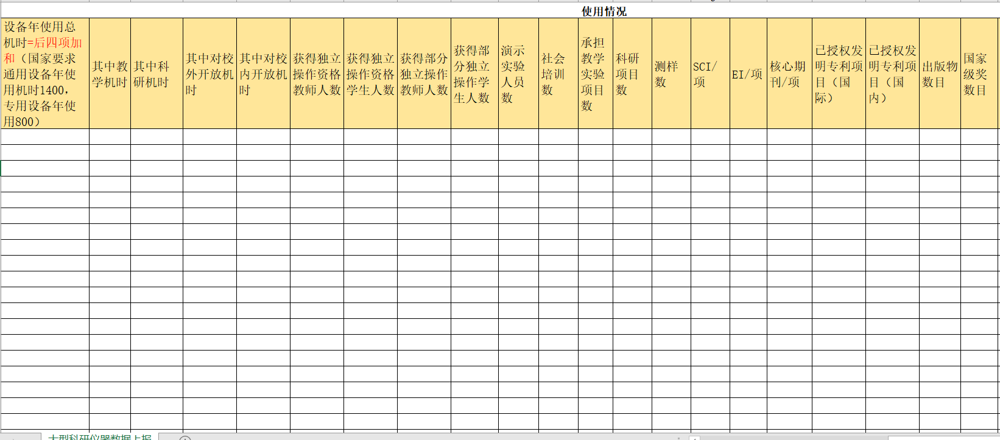 使用情况
设备年使用总
机时=后四项加
和（国家要求
通用设备年使
用机时1400，
专用设备年使
用800）
其中教
学机时
其中科
研机时
其中对校
外开放机
时
其中对校
内开放机
时
获得独立
操作资格
教师人数
获得独立
操作资格
学生人数
获得部分
独立操作
教师人数
获得部
分独立
操作学
生人数
演示
实验
人员
数
社会
培训
数
承担
教学
实验
项目
数
科研
项目
数
测样
数
SCI/
项
EI/项
核心期
刊/项
已授权发
明专利项
目（国
际）
已授权发
明专利项
目（国
内）
出版物
数目
国家
级奖
数目
大型科研仪器数据上报